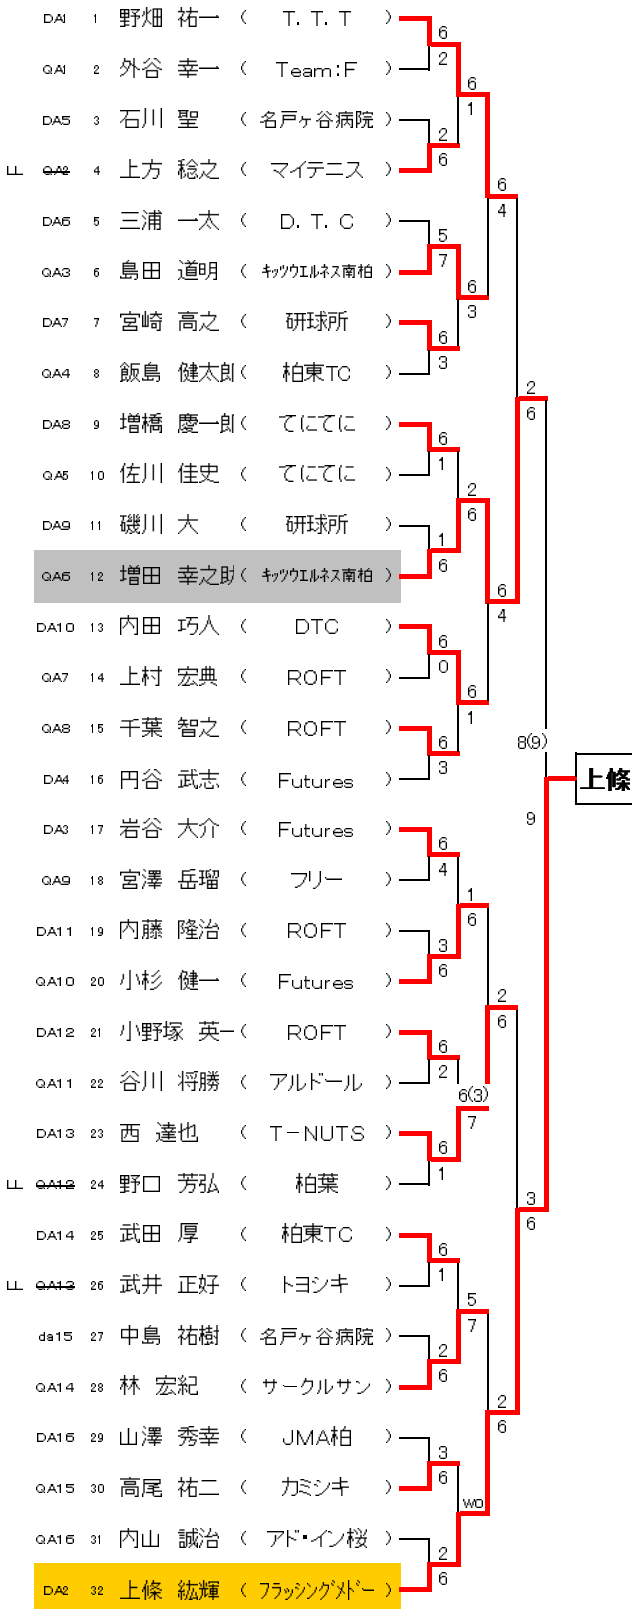 DA1 1 野畑 祐一 ( T. T. T )
6
QA1 2 外谷 幸一 ( Team:F )
2
6
1
DA5 3 石川 聖 ( 名戸ヶ谷病院 )
2
F QA2 4 上方 稔之 ( マイテニス )
6
6
4
DA6 5 三浦 一太 ( D. T. C )
5
QA3 6 島田 道明 ( キッツウエルネス南柏 )
7
6
3
DA7 7 宮崎 高之 ( 研球所 )
6
QA4 8 飯島 健太郎( 柏東TC )
3
2
6
DA8 9 増橋 慶一郎( てにてに )
6
QA5 10 佐川 佳史 ( てにてに )
1
2
6
DA9 11 磯川 大 ( 研球所 )
1
QA6 12 増田 幸之助( キッツウエルネス南柏 )
6
6
4
DA10 13 内田 巧人 ( DTC )
6
QA7 14 上村 宏典 ( ROFT )
0
6
1
QA8 15 千葉 智之 ( ROFT )
6
DA4 16 円谷 武志 ( Futures )
3
8(9)
上條
9
DA3 17 岩谷 大介 ( Futures )
6
QA9 18 宮澤 岳瑠 ( フリー )
4
1
6
DA11 19 内藤 隆治 ( ROFT )
3
QA10 20 小杉 健一 ( Futures )
6
2
6
DA12 21 小野塚 英一( ROFT )
6
QA11 22 谷川 将勝 ( アルドール )
2
6(3)
7
DA13 23 西 達也 ( T－NUTS )
6
F QA12 24 野口 芳弘 ( 柏葉 )
1
3
6
DA14 25 武田 厚 ( 柏東TC )
6
F QA13 26 武井 正好 ( トヨシキ )
1
5
7
da15 27 中島 祐樹 ( 名戸ヶ谷病院 )
2
QA14 28 林 宏紀 ( サークルサン )
6
2
6
DA16 29 山澤 秀幸 ( JMA柏 )
3
QA15 30 高尾 祐二 ( カミシキ )
6
WO
QA16 31 内山 誠治 ( アド・イン桜 )
2
DA2 32 上條 紘輝 ( フラッシングメドー )
6